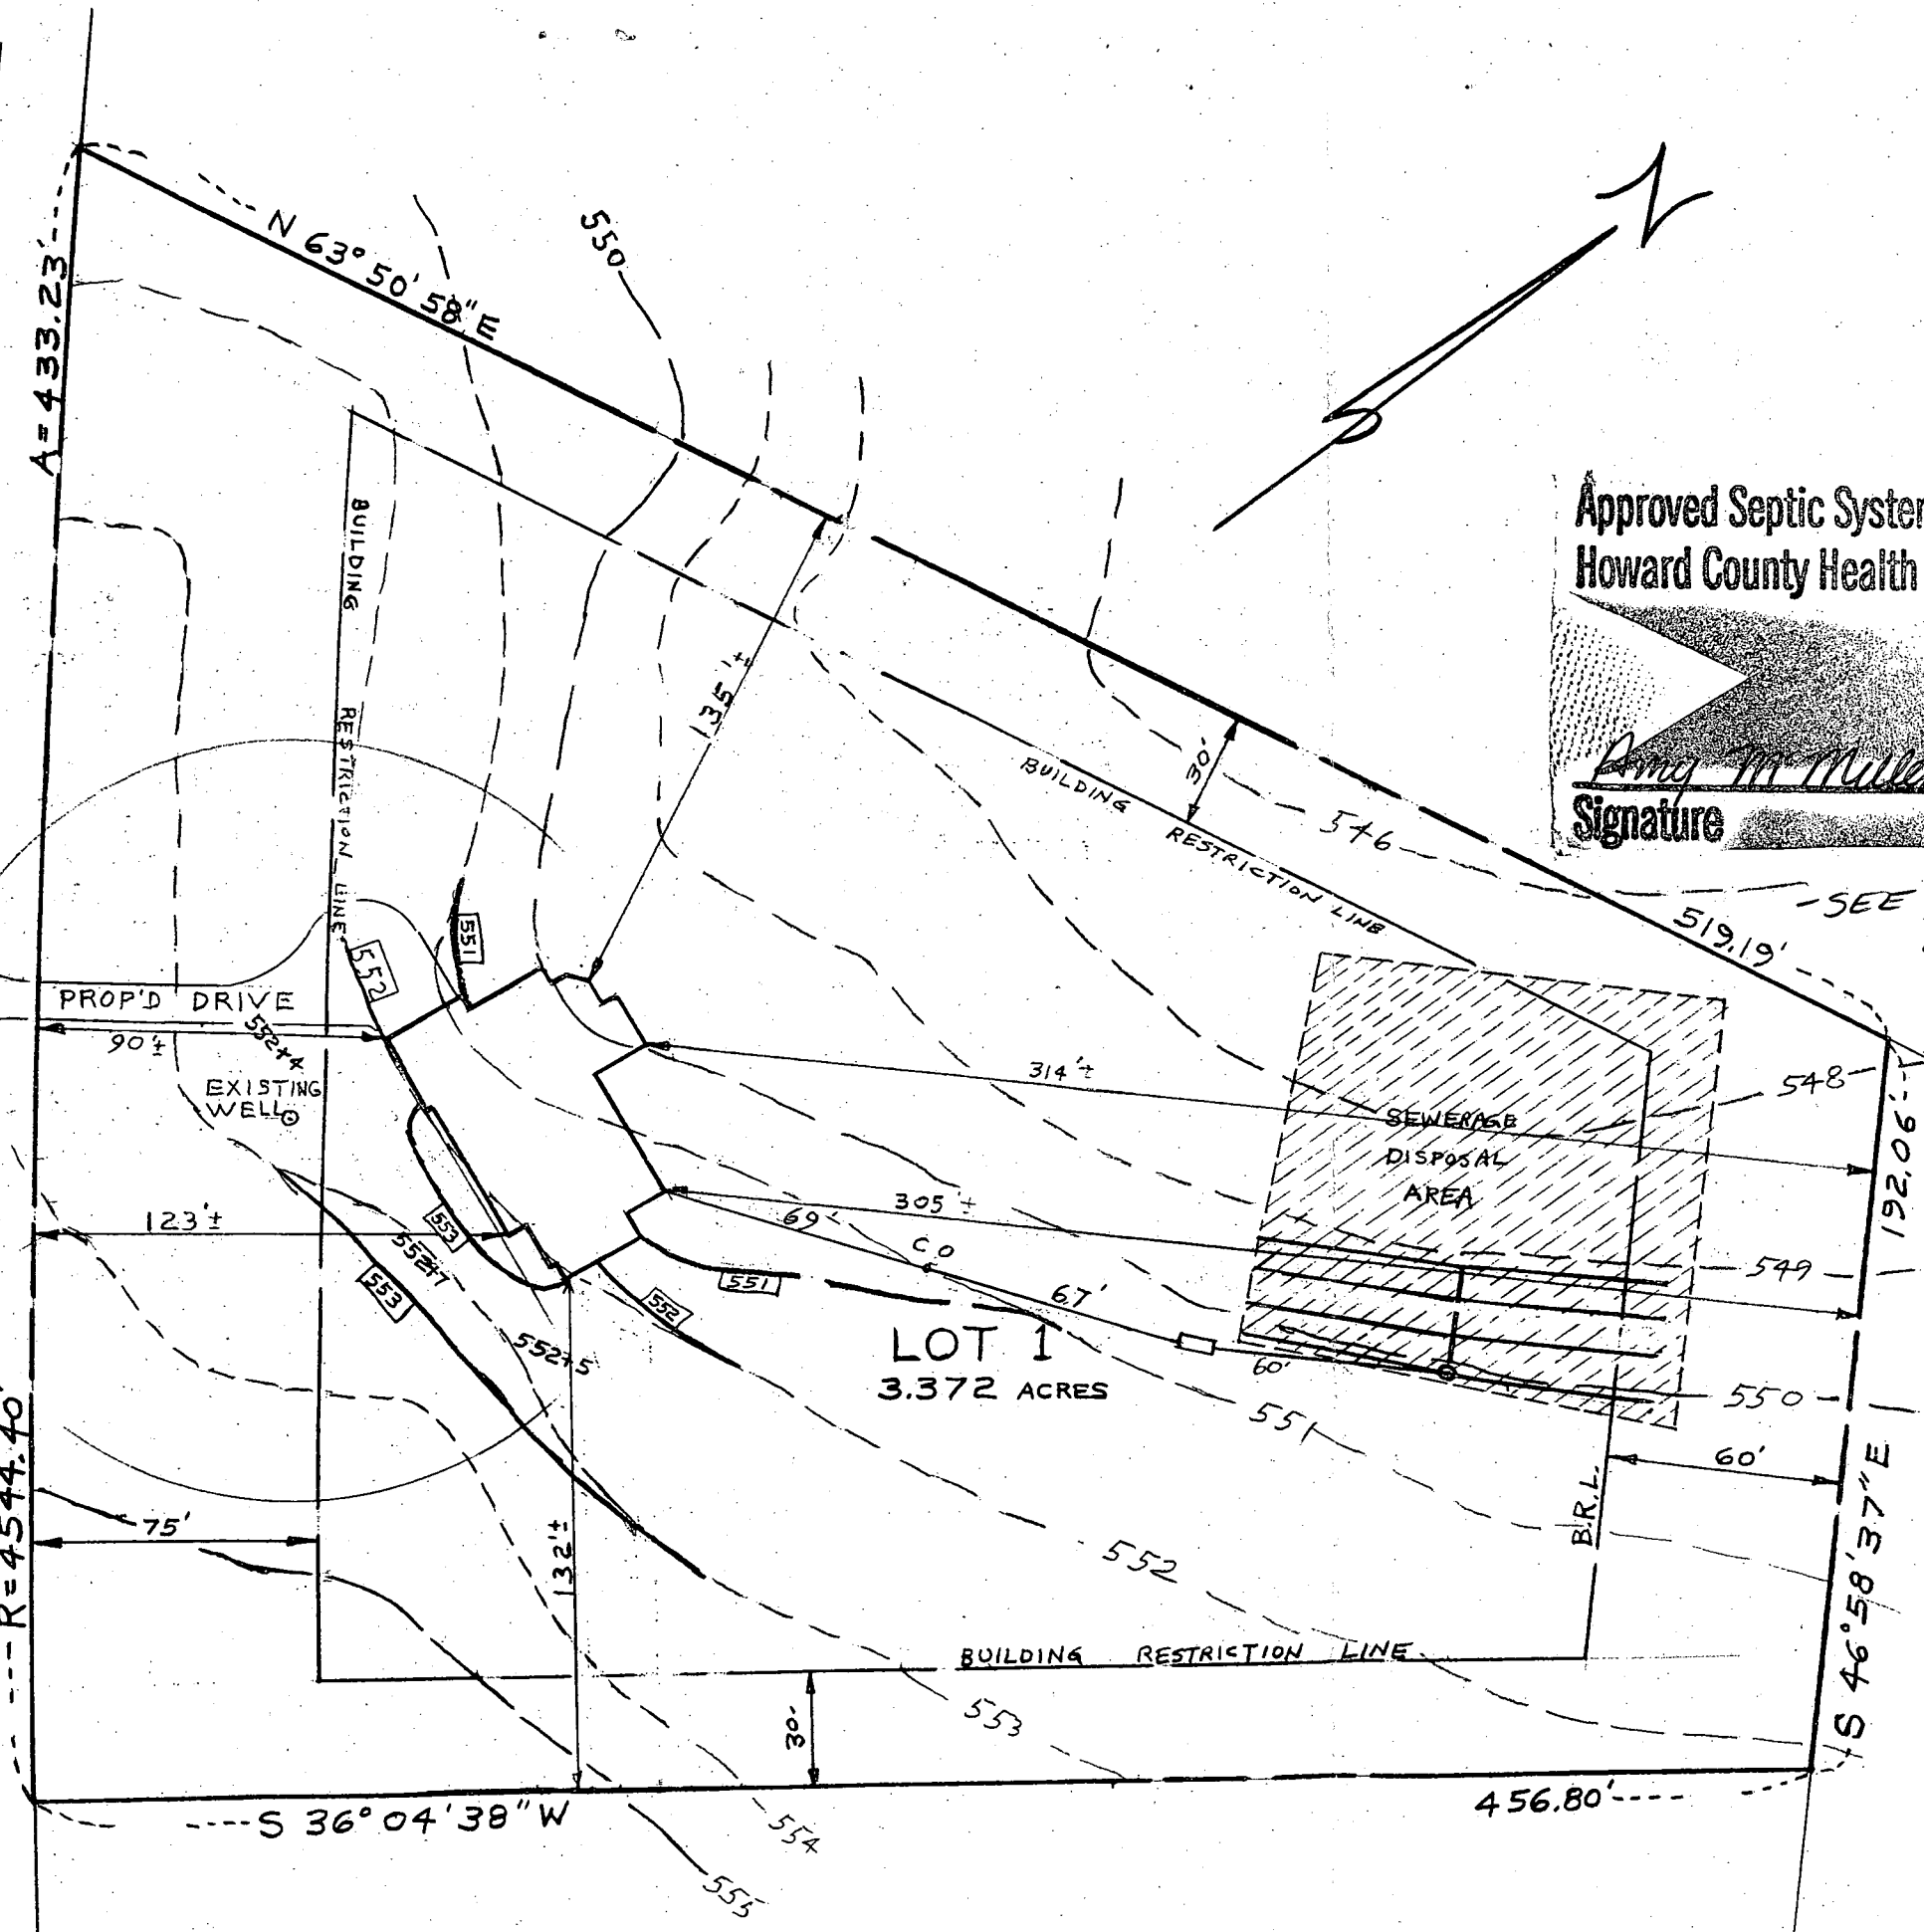 N
A=433.23'
N 63° 50' 58" E
550
BUILDING RESTRICTION LINE
135'±
30'
BUILDING RESTRICTION LINE
546
Approved Septic System
Howard County Health
Signature
SEE
519.19'
551
552
PROP'D DRIVE
90'±
552+4
EXISTING
WELL
314'±
SEWERAGE
DISPOSAL
AREA
548
192.06'
123'±
553
552+7
553
305'±
69'
C.O
551
67'
552
549
552+5
LOT 1
3.372 ACRES
60'
550
551
R=4544.40'
75'
132'±
60'
B.R.L.
552
S 46° 58' 37" E
BUILDING RESTRICTION LINE
30'
553
S 36° 04' 38" W
456.80'
554
555